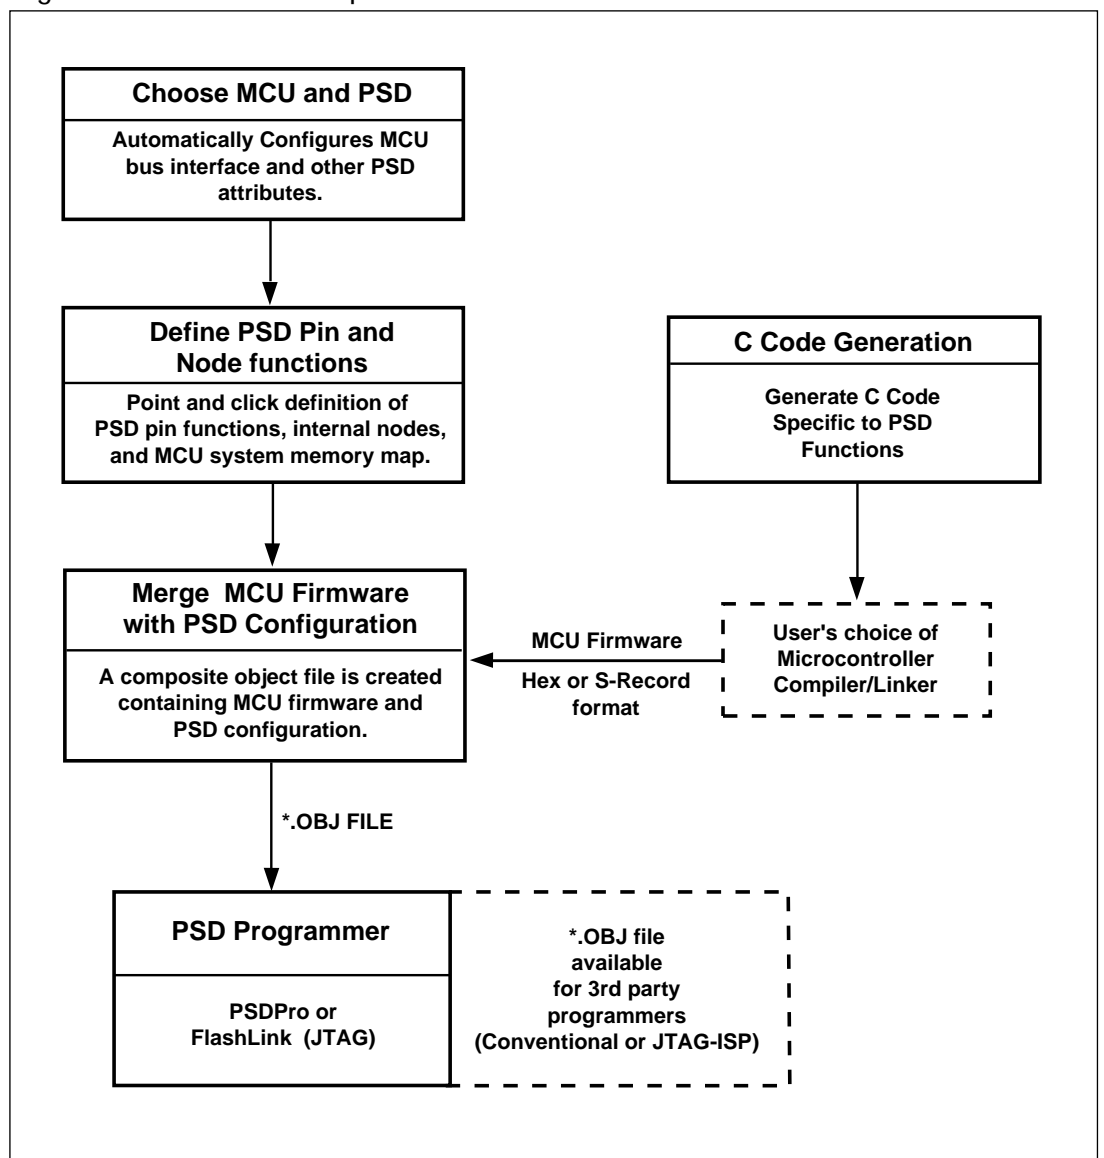 Choose MCU and PSD
Automatically Configures MCU
bus interface and other PSD
attributes.
Define PSD Pin and
Node functions
Point and click definition of
PSD pin functions, internal nodes,
and MCU system memory map.
C Code Generation
Generate C Code
Specific to PSD
Functions
Merge MCU Firmware
with PSD Configuration
A composite object file is created
containing MCU firmware and
PSD configuration.
MCU Firmware
Hex or S-Record
format
User's choice of
Microcontroller
Compiler/Linker
*.OBJ FILE
PSD Programmer
PSDPro or
FlashLink (JTAG)
*.OBJ file
available
for 3rd party
programmers
(Conventional or JTAG-ISP)